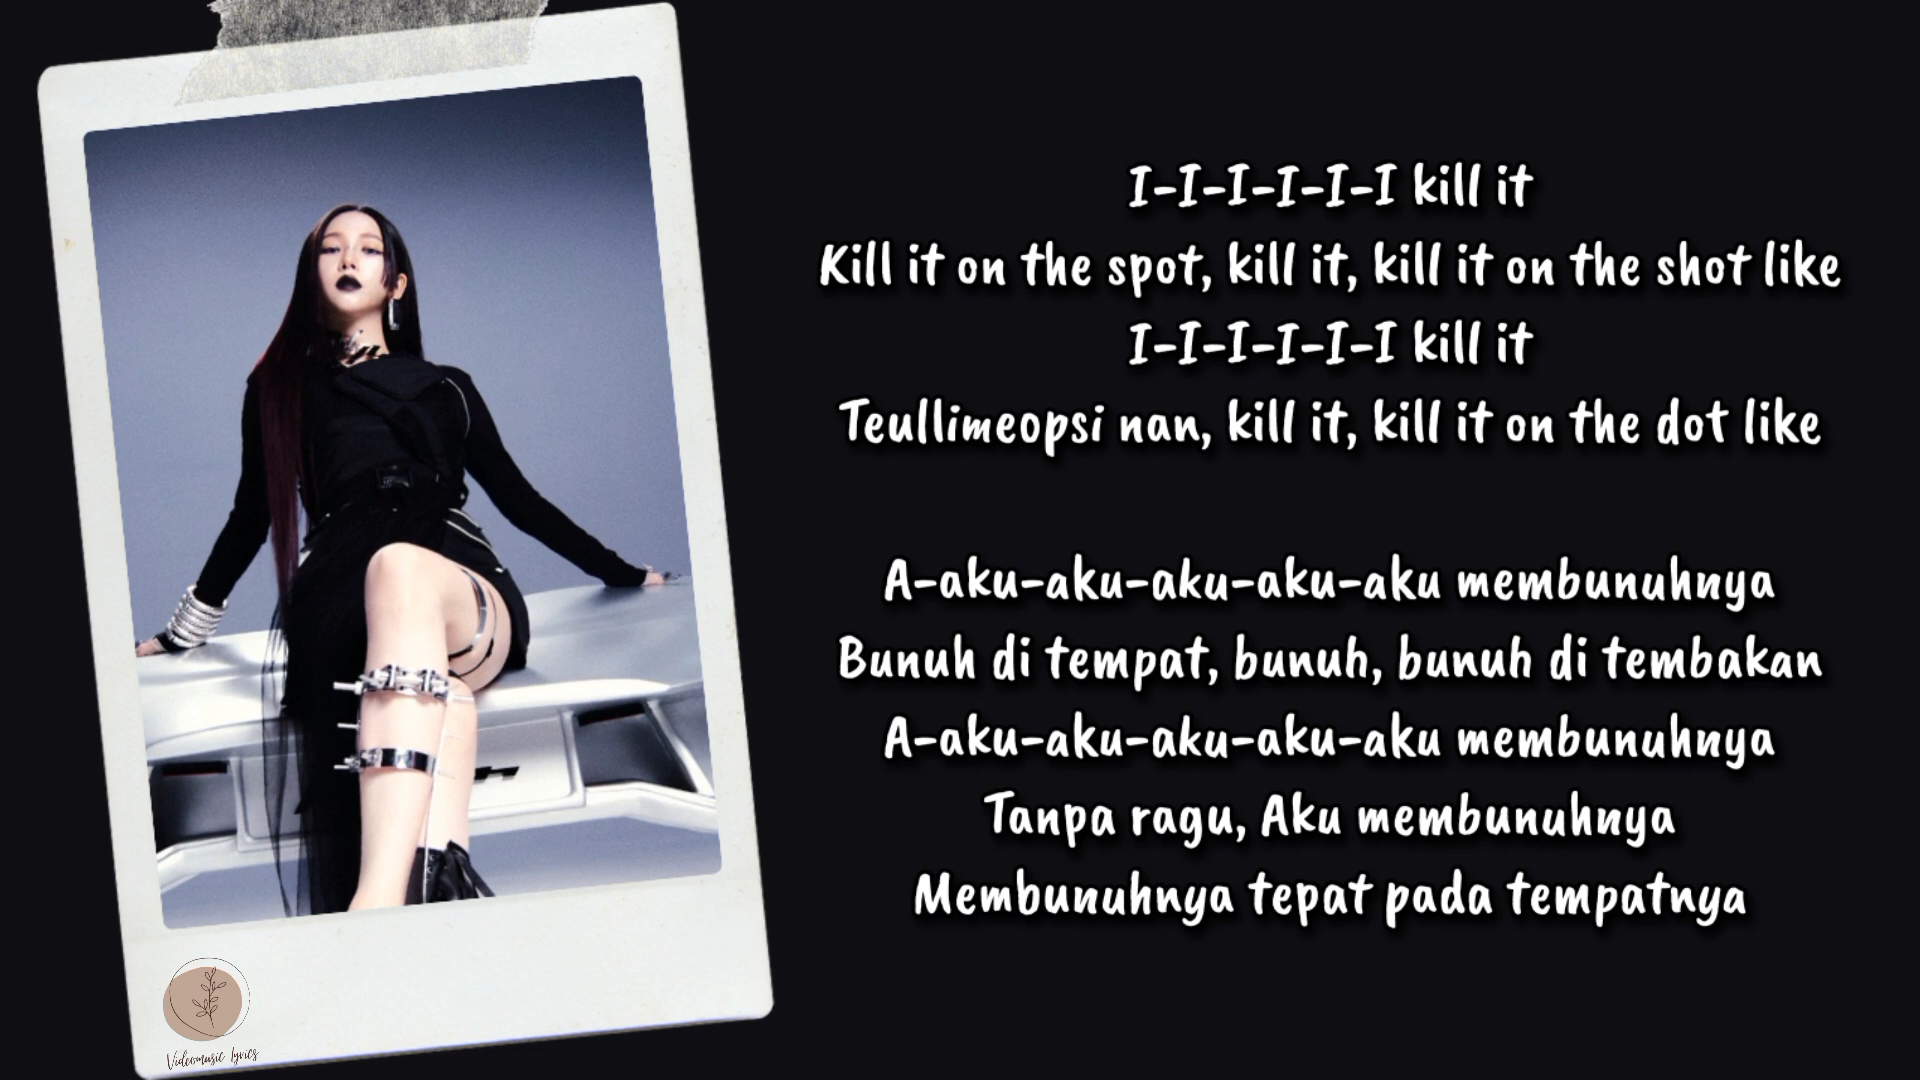 I-I-I-I-I-I kill it
Kill it on the spot, kill it, kill it on the shot like
I-I-I-I-I-I kill it
Teullimeopsi nan, kill it, kill it on the dot like
A-aku-aku-aku-aku-aku membunuhnya
Bunuh di tempat, bunuh, bunuh di tembakan
A-aku-aku-aku-aku-aku membunuhnya
Tanpa ragu, Aku membunuhnya
Membunuhnya tepat pada tempatnya
Videomusic Lyrics